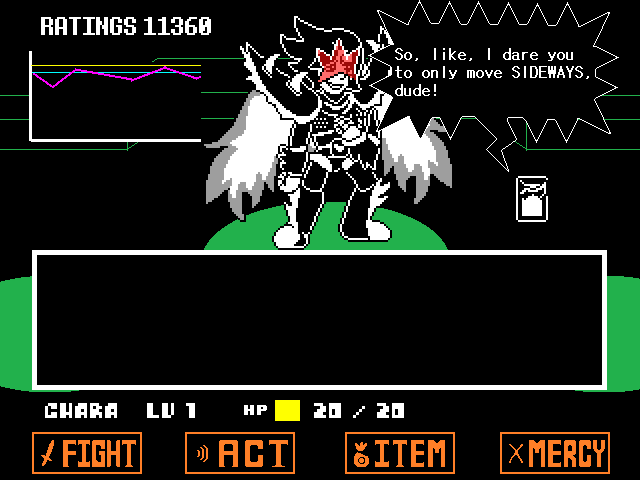 RATINGS 11360
So, like, I dare you
to only move SIDEWAYS,
dude!
CHARA LV 1 HP 20 / 20
FIGHT ACT ITEM MERCY